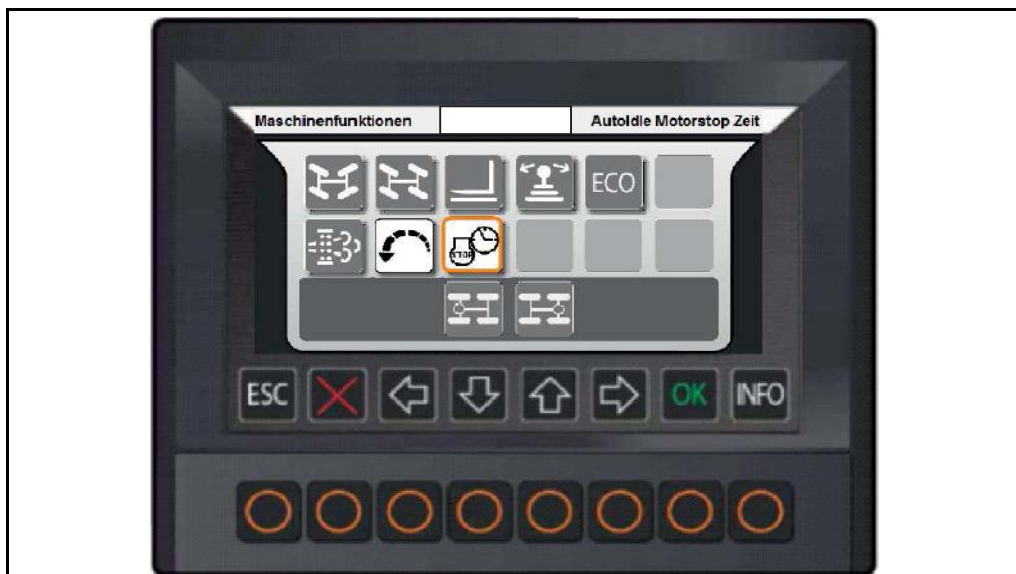 Maschinenfunktionen
AutoIdle Motorstop Zeit
ECO
STOP
ESC
OK
INFO